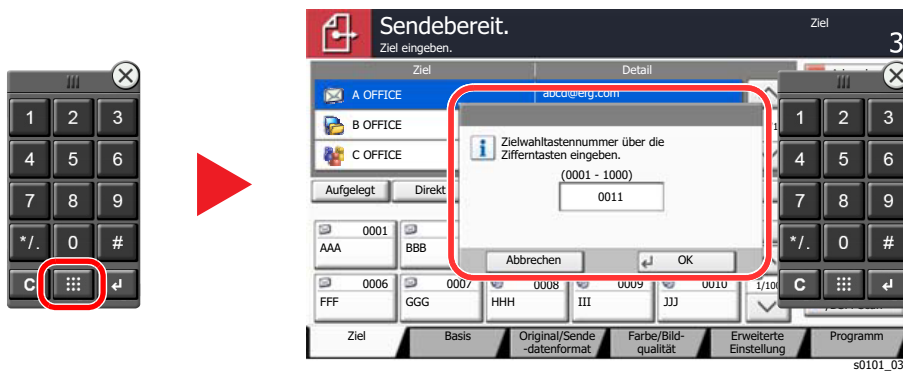 1 2 3
4 5 6
7 8 9
*/. 0 #
C
Sendebereit.
Ziel eingeben.
Ziel
3
Ziel Detail
A OFFICE abcd@efg.com
B OFFICE
C OFFICE
Zielwahltastennummer über die
Zifferntasten eingeben.
(0001 - 1000)
0011
Abbrechen OK
Aufgelegt Direkt
0001
AAA BBB
0006 0007 0008 0009 0010
FFF GGG HHH III JJJ
1/100
1 2 3
4 5 6
7 8 9
*/. 0 #
C
Ziel Basis Original/Sende
-datenformat Farbe/Bild-
qualität Erweiterte
Einstellung Programm
s0101_03